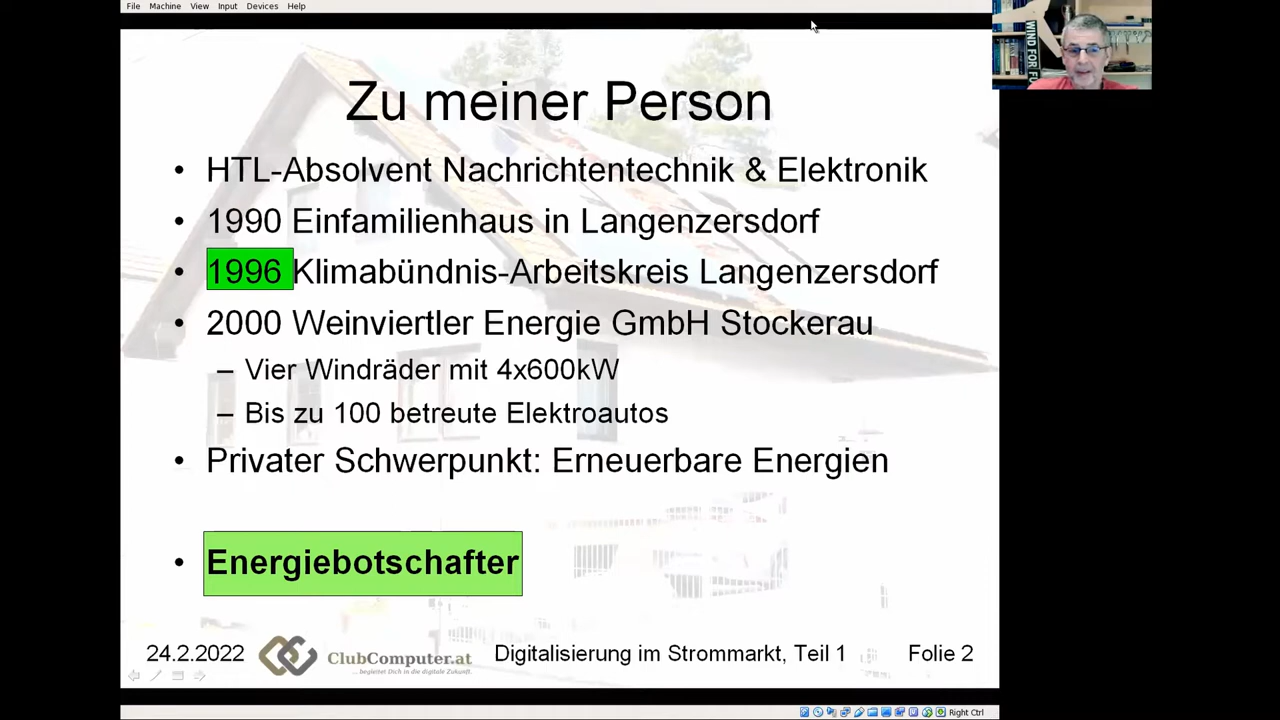 File Machine View Input Devices Help
WIND FOR FU
Zu meiner Person
• HTL-Absolvent Nachrichtentechnik & Elektronik
• 1990 Einfamilienhaus in Langenzersdorf
• 1996 Klimabündnis-Arbeitskreis Langenzersdorf
• 2000 Weinviertler Energie GmbH Stockerau
– Vier Windräder mit 4x600kW
– Bis zu 100 betreute Elektroautos
• Privater Schwerpunkt: Erneuerbare Energien
• Energiebotschafter
24.2.2022 ClubComputer.at Digitalisierung im Strommarkt, Teil 1 Folie 2
... begleitet Dich in die digitale Zukunft.
Right Ctrl